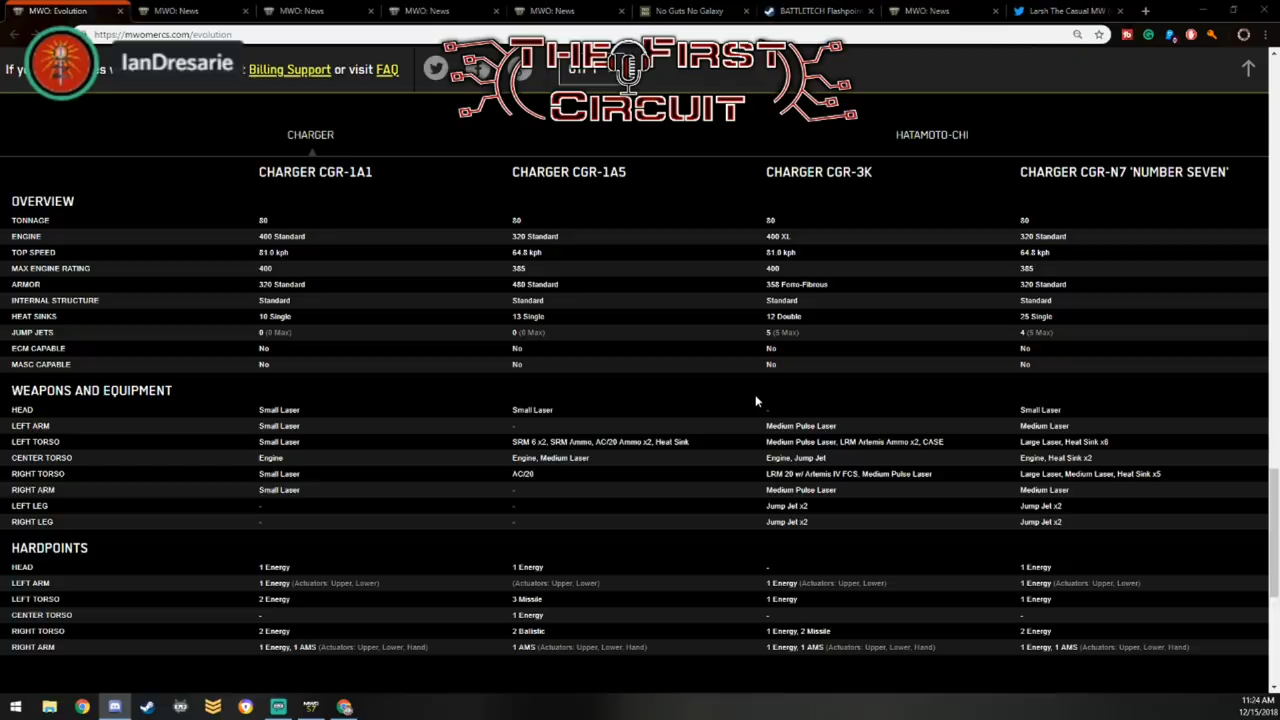 MWO: Evolution
MWO: News
MWO: News
MWO: News
MWO: News
No Guts No Galaxy
BATTLETECH Flashpoin
MWO: News
Larsh The Casual MW
https://mwomercs.com/evolution
IanDresarie
If yo
Billing Support or visit FAQ
THE FIRST
CIRCUIT
CHARGER HATAMOTO-CHI
CHARGER CGR-1A1 CHARGER CGR-1A5 CHARGER CGR-3K CHARGER CGR-N7 'NUMBER SEVEN'
OVERVIEW
TONNAGE 80 80 80 80
ENGINE 400 Standard 320 Standard 400 XL 320 Standard
TOP SPEED 81.0 kph 64.8 kph 81.0 kph 64.8 kph
MAX ENGINE RATING 400 385 400 385
ARMOR 320 Standard 480 Standard 358 Ferro-Fibrous 320 Standard
INTERNAL STRUCTURE Standard Standard Standard Standard
HEAT SINKS 10 Single 13 Single 12 Double 25 Single
JUMP JETS 0 (0 Max) 0 (0 Max) 5 (5 Max) 4 (5 Max)
ECM CAPABLE No No No No
MASC CAPABLE No No No No
WEAPONS AND EQUIPMENT
HEAD Small Laser Small Laser - Small Laser
LEFT ARM Small Laser - Medium Pulse Laser Medium Laser
LEFT TORSO Small Laser SRM 6 x2, SRM Ammo, AC/20 Ammo x2, Heat Sink Medium Pulse Laser, LRM Artemis Ammo x2, CASE Large Laser, Heat Sink x6
CENTER TORSO Engine Engine, Medium Laser Engine, Jump Jet Engine, Heat Sink x2
RIGHT TORSO Small Laser AC/20 LRM 20 w/ Artemis IV FCS, Medium Pulse Laser Large Laser, Medium Laser, Heat Sink x5
RIGHT ARM Small Laser - Medium Pulse Laser Medium Laser
LEFT LEG - - Jump Jet x2 Jump Jet x2
RIGHT LEG - - Jump Jet x2 Jump Jet x2
HARDPOINTS
HEAD 1 Energy 1 Energy - 1 Energy
LEFT ARM 1 Energy (Actuators: Upper, Lower) (Actuators: Upper, Lower) 1 Energy (Actuators: Upper, Lower) 1 Energy (Actuators: Upper, Lower)
LEFT TORSO 2 Energy 3 Missile 1 Energy 1 Energy
CENTER TORSO - 1 Energy - -
RIGHT TORSO 2 Energy 2 Ballistic 1 Energy, 2 Missile 2 Energy
RIGHT ARM 1 Energy, 1 AMS (Actuators: Upper, Lower, Hand) 1 AMS (Actuators: Upper, Lower, Hand) 1 Energy, 1 AMS (Actuators: Upper, Lower, Hand) 1 Energy, 1 AMS (Actuators: Upper, Lower, Hand)
11:24 AM
12/15/2018